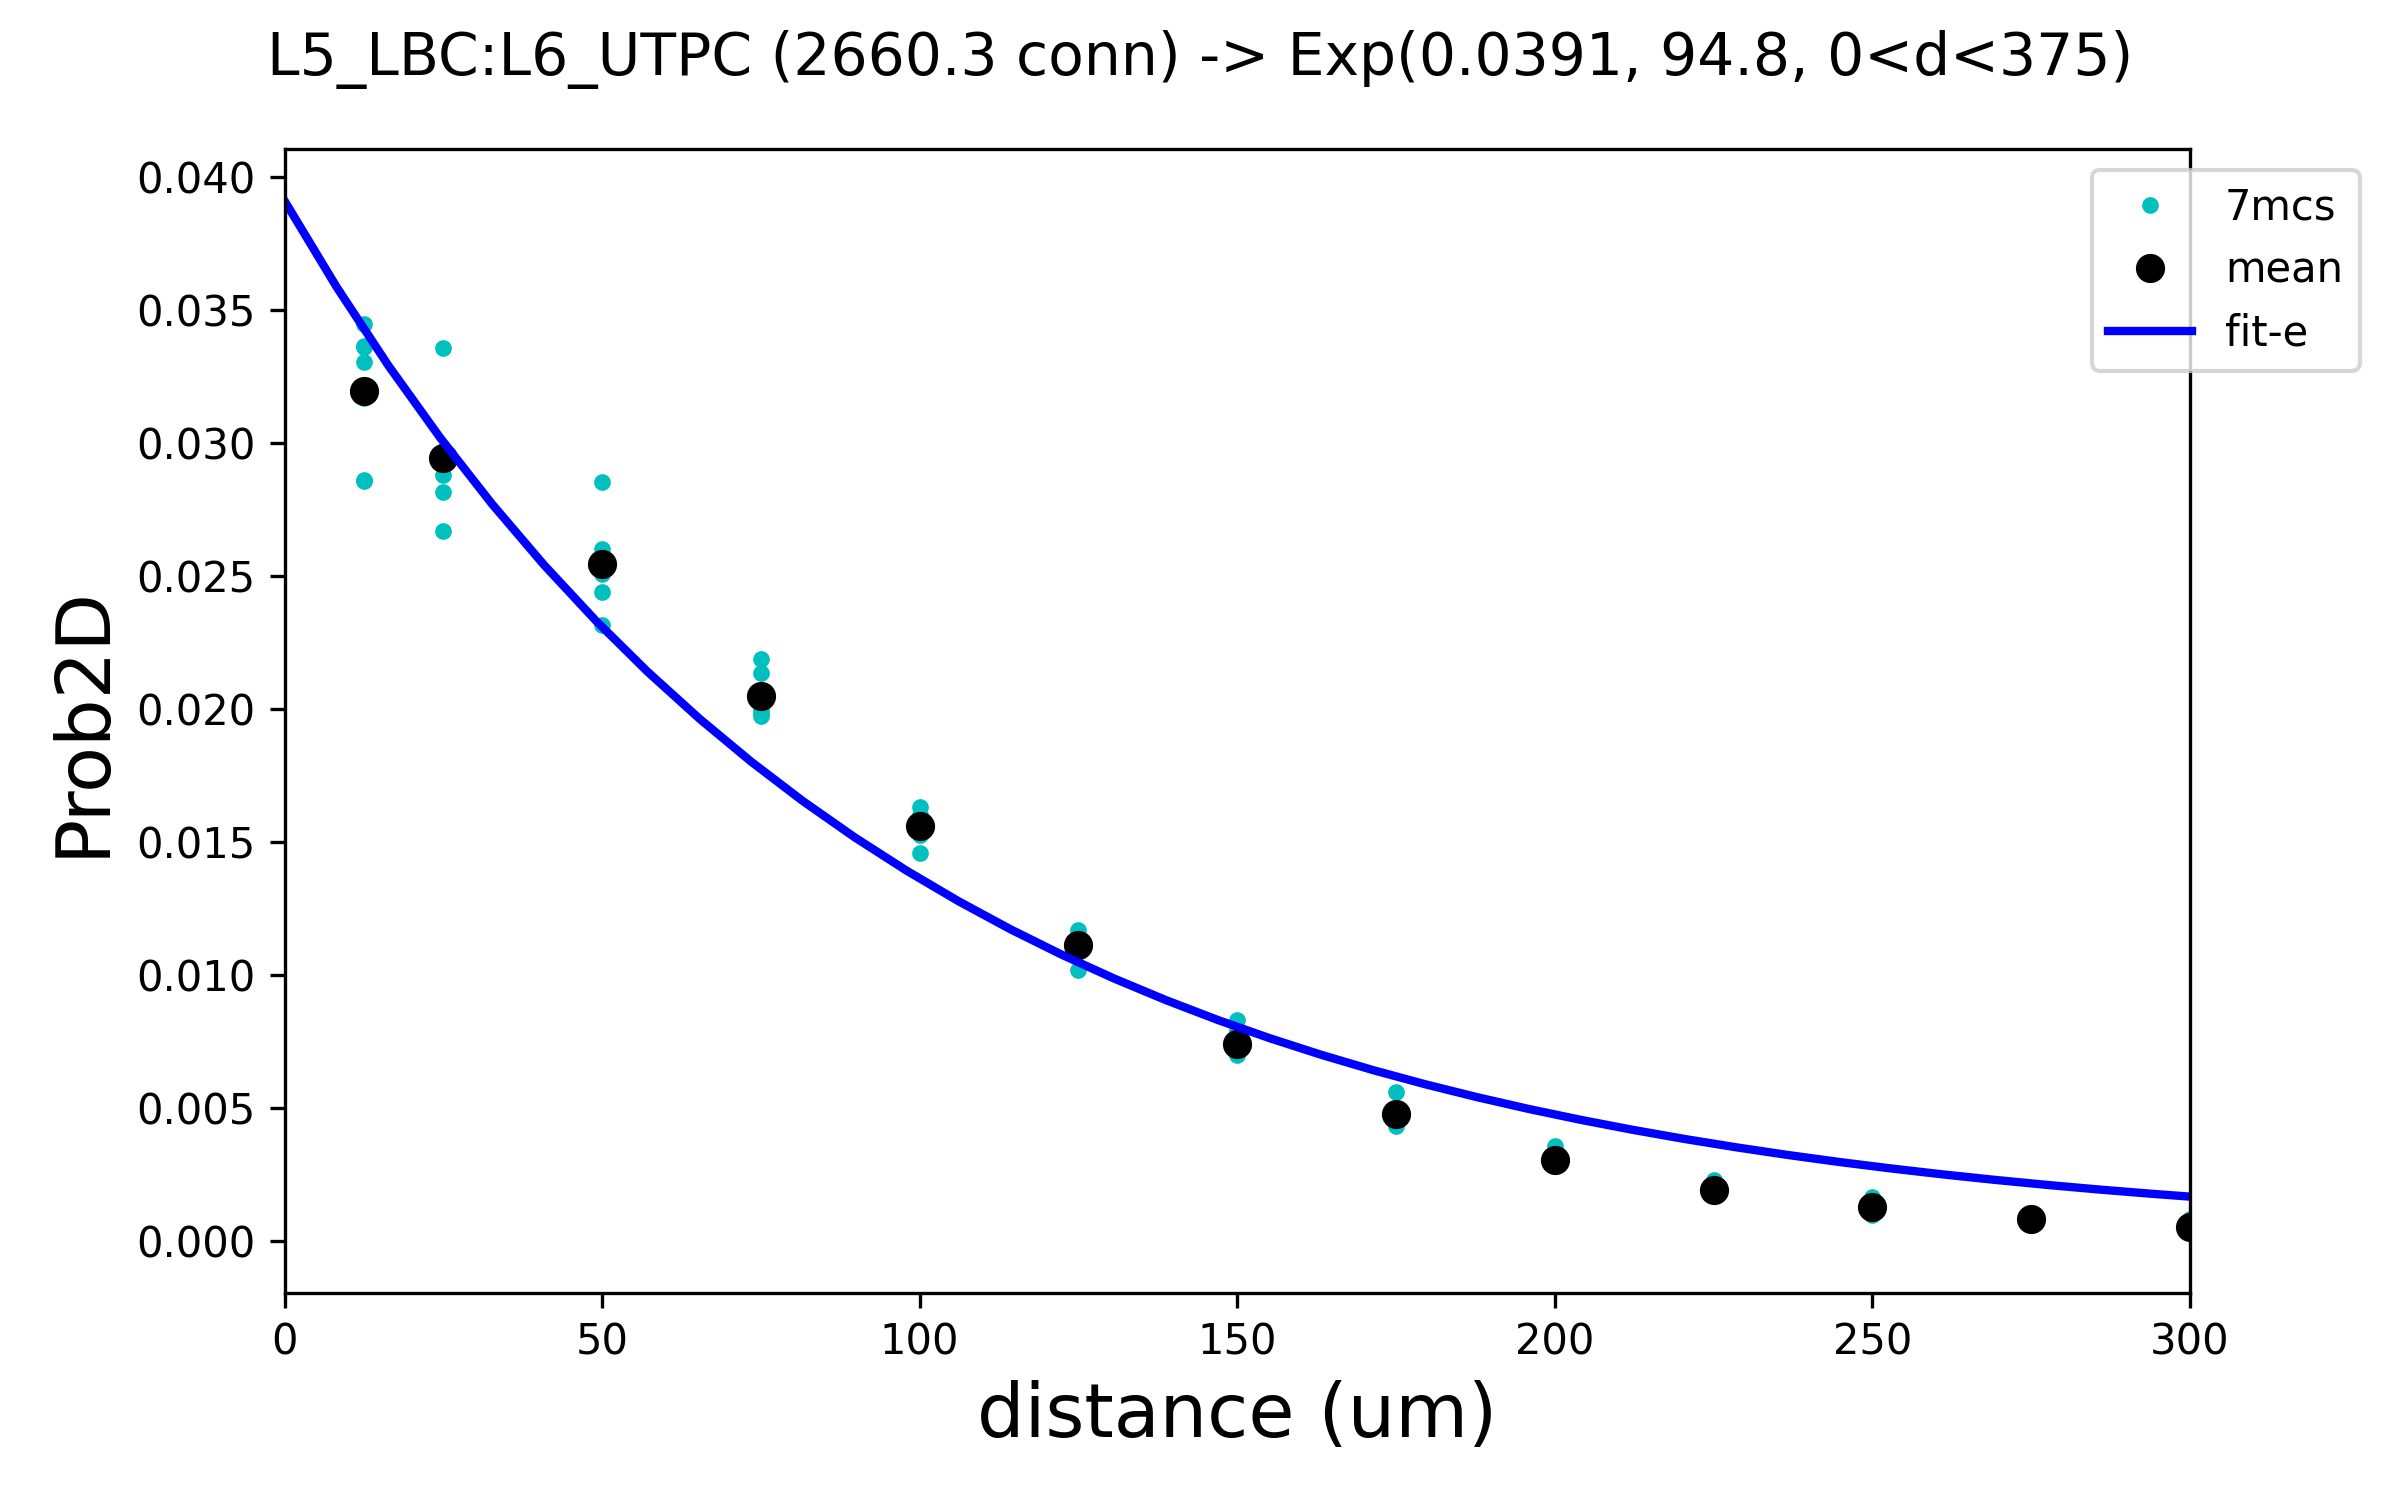 L5_LBC:L6_UTPC (2660.3 conn) -> Exp(0.0391, 94.8, 0<d<375)
0.040
0.035
0.030
0.025
0.020
0.015
0.010
0.005
0.000
Prob2D
7mcs
mean
fit-e
0 50 100 150 200 250 300
distance (um)